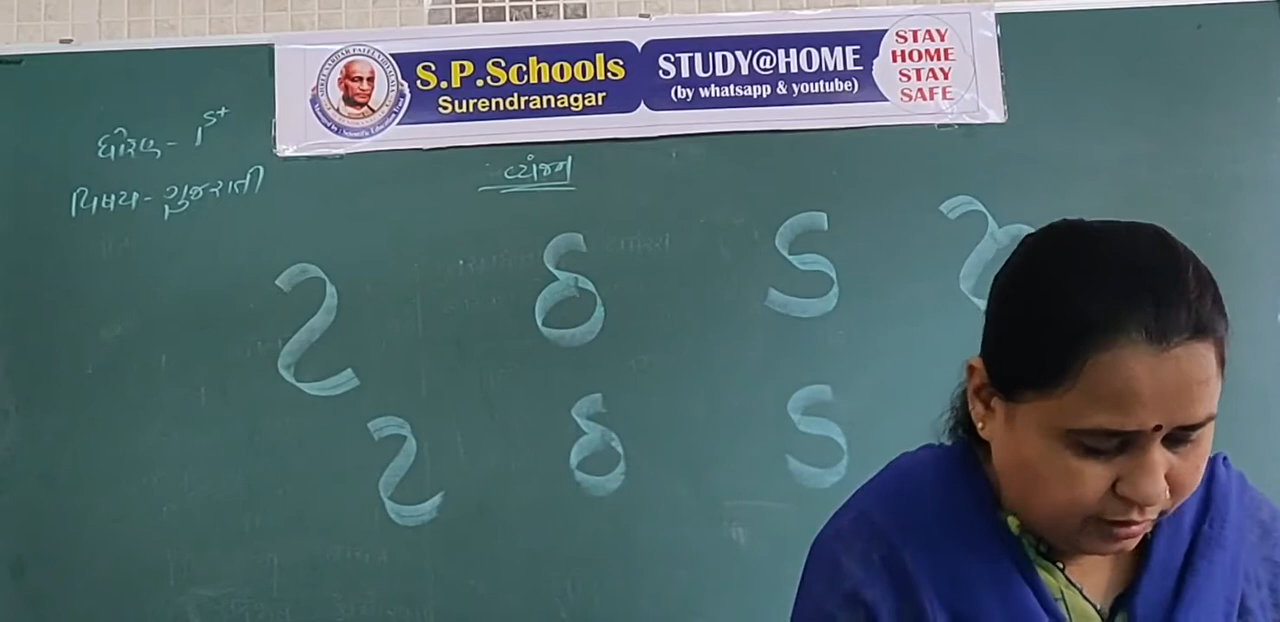 S.P.Schools
Surendranagar
STUDY@HOME
(by whatsapp & youtube)
STAY
HOME
STAY
SAFE
ધોરણ - 1st
વિષય - ગુજરાતી
વ્યંજન
ટ ઠ ડ ઢ
ટ ઠ ડ